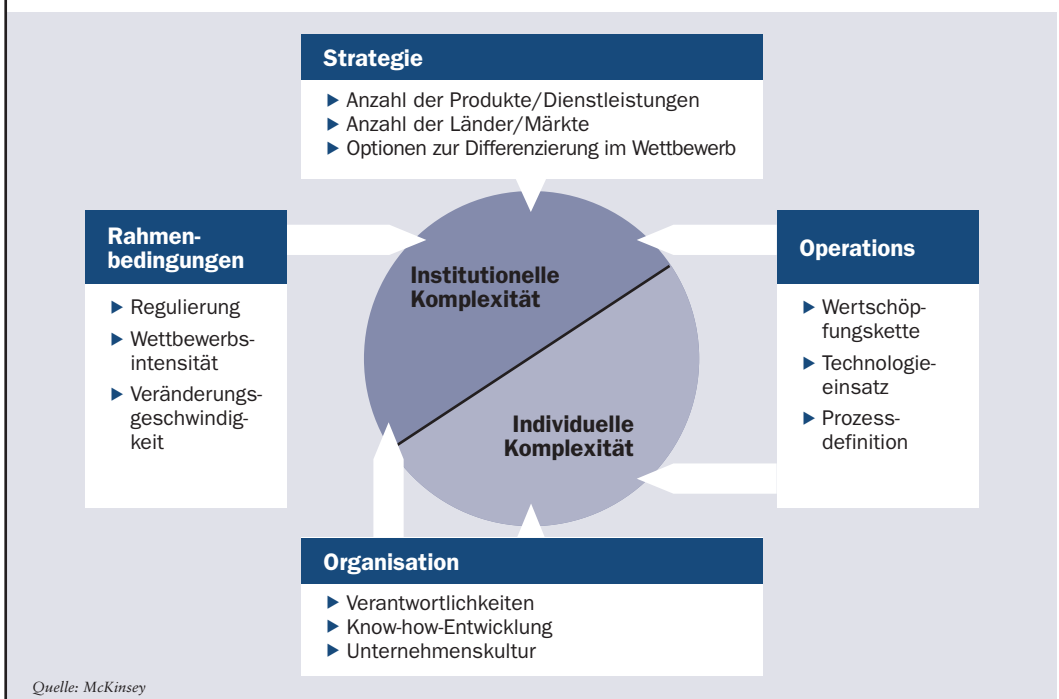 Strategie
▶ Anzahl der Produkte/Dienstleistungen
▶ Anzahl der Länder/Märkte
▶ Optionen zur Differenzierung im Wettbewerb
Rahmen-
bedingungen
▶ Regulierung
▶ Wettbewerbs-
intensität
▶ Veränderungs-
geschwindig-
keit
Institutionelle
Komplexität
Individuelle
Komplexität
Operations
▶ Wertschöp-
fungskette
▶ Technologie-
einsatz
▶ Prozess-
definition
Organisation
▶ Verantwortlichkeiten
▶ Know-how-Entwicklung
▶ Unternehmenskultur
Quelle: McKinsey